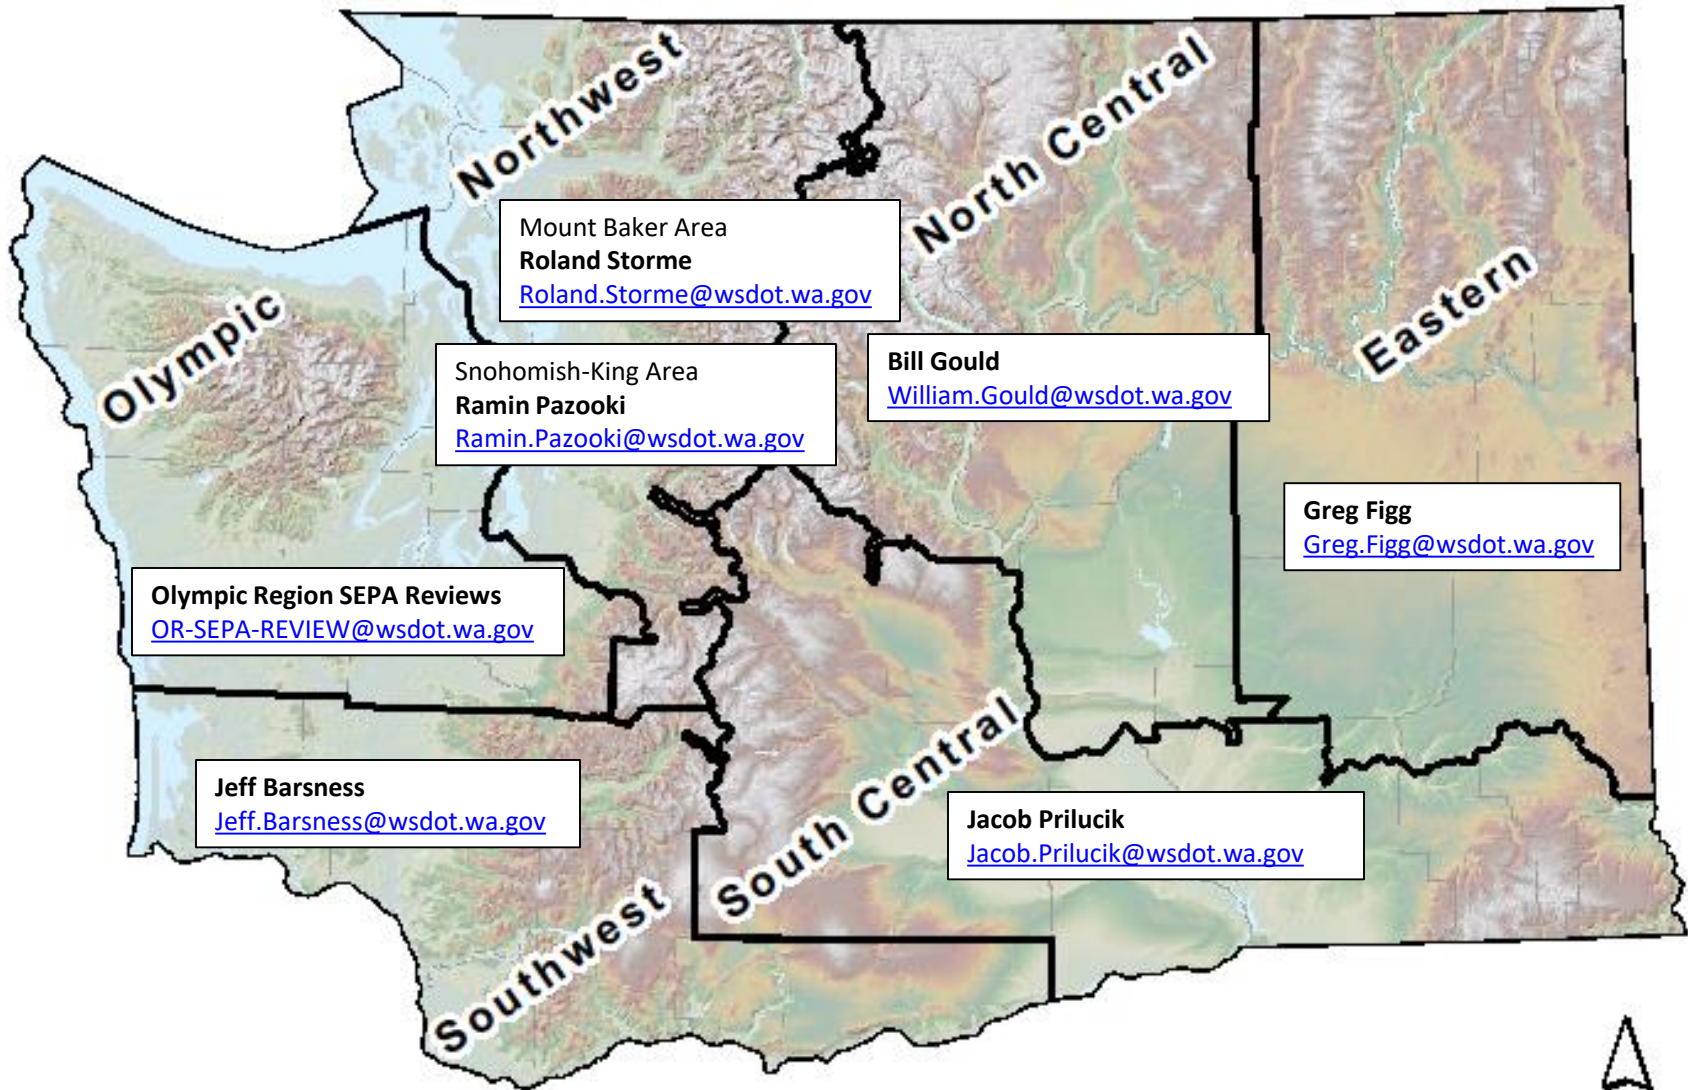 Northwest
North Central
Mount Baker Area
Roland Storme
Roland.Storme@wsdot.wa.gov
Olympic
Eastern
Snohomish-King Area
Ramin Pazooki
Ramin.Pazooki@wsdot.wa.gov
Bill Gould
William.Gould@wsdot.wa.gov
Greg Figg
Greg.Figg@wsdot.wa.gov
Olympic Region SEPA Reviews
OR-SEPA-REVIEW@wsdot.wa.gov
South Central
Jeff Barsness
Jeff.Barsness@wsdot.wa.gov
Jacob Prilucik
Jacob.Prilucik@wsdot.wa.gov
Southwest